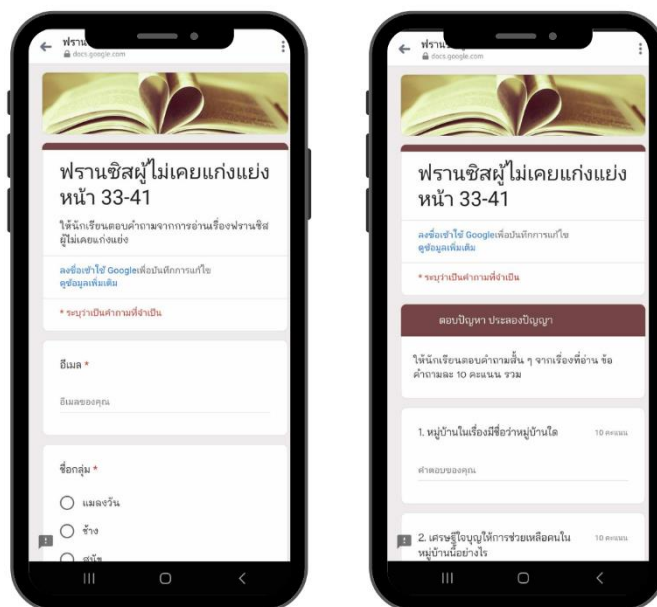 docs.google.com
ฟรานซิสผู้ไม่เคยแก่งแย่ง
หน้า 33-41
ให้นักเรียนตอบคำถามจากการอ่านเรื่องฟรานซิส
ผู้ไม่เคยแก่งแย่ง
ลงชื่อเข้าใช้ Googleเพื่อบันทึกการแก้ไข
ดูข้อมูลเพิ่มเติม
* ระบุว่าเป็นคำถามที่จำเป็น
อีเมล *
อีเมลของคุณ
ชื่อกลุ่ม *
แมลงวัน
ช้าง
docs.google.com
ฟรานซิสผู้ไม่เคยแก่งแย่ง
หน้า 33-41
ลงชื่อเข้าใช้ Googleเพื่อบันทึกการแก้ไข
ดูข้อมูลเพิ่มเติม
* ระบุว่าเป็นคำถามที่จำเป็น
ตอบปัญหา ประลองปัญญา
ให้นักเรียนตอบคำถามสั้น ๆ จากเรื่องที่อ่าน ข้อ
คำถามละ 10 คะแนน รวม
1. หมู่บ้านในเรื่องมีชื่อว่าหมู่บ้านใด 10 คะแนน
คำตอบของคุณ
2. เศรษฐีใจบุญให้การช่วยเหลือคนใน 10 คะแนน
หมู่บ้านนี้อย่างไร